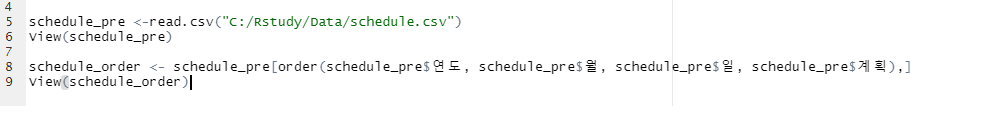 4
5 schedule_pre <-read.csv("C:/Rstudy/Data/schedule.csv")
6 View(schedule_pre)
7
8 schedule_order <- schedule_pre[order(schedule_pre$연도, schedule_pre$월, schedule_pre$일, schedule_pre$계획),]
9 View(schedule_order)